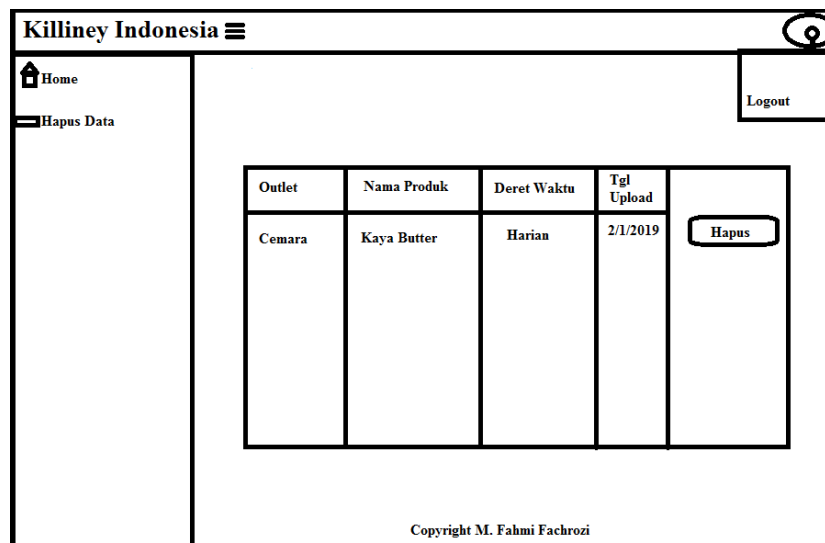 Killiney Indonesia
Home
Logout
Hapus Data
Outlet
Nama Produk
Deret Waktu
Tgl
Upload
Cemara
Kaya Butter
Harian
2/1/2019
Hapus
Copyright M. Fahmi Fachrozi